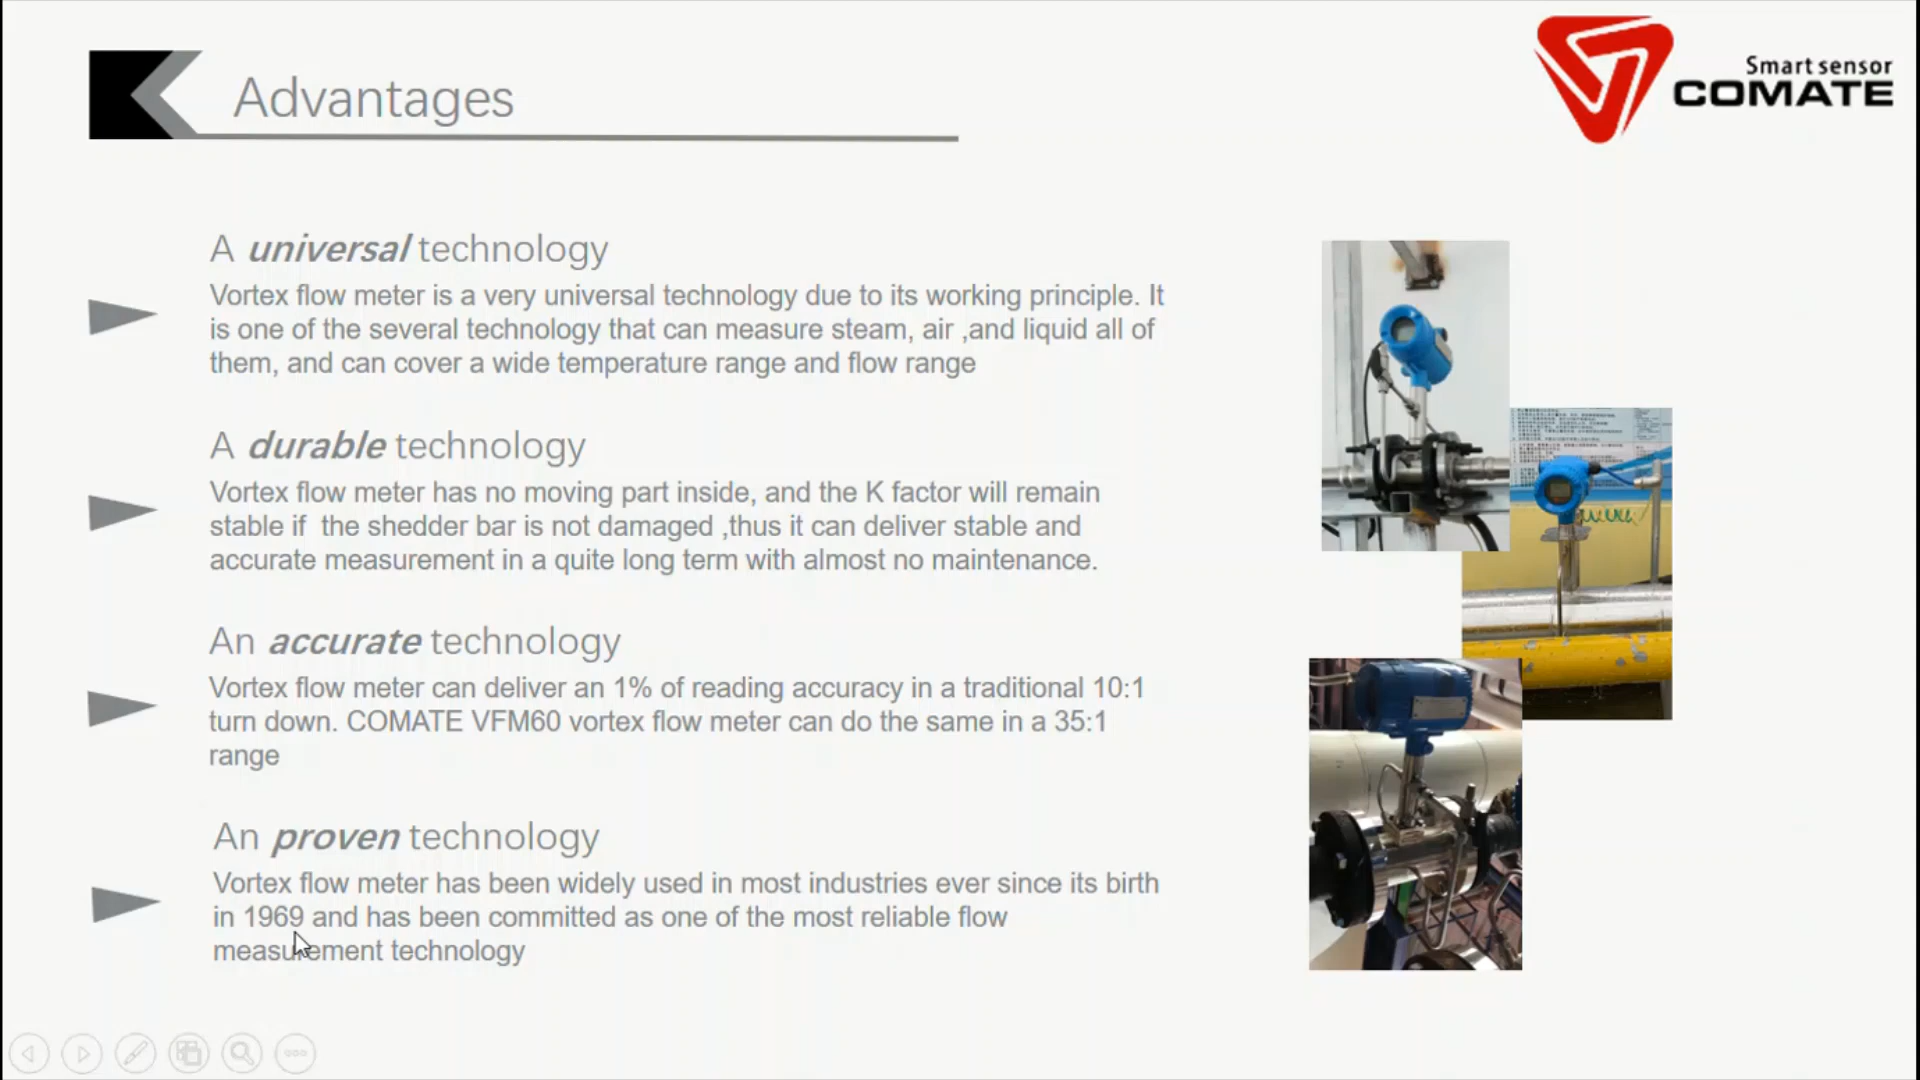 Advantages
Smart sensor
COMATE
A universal technology
Vortex flow meter is a very universal technology due to its working principle. It
is one of the several technology that can measure steam, air ,and liquid all of
them, and can cover a wide temperature range and flow range
A durable technology
Vortex flow meter has no moving part inside, and the K factor will remain
stable if  the shedder bar is not damaged ,thus it can deliver stable and
accurate measurement in a quite long term with almost no maintenance.
An accurate technology
Vortex flow meter can deliver an 1% of reading accuracy in a traditional 10:1
turn down. COMATE VFM60 vortex flow meter can do the same in a 35:1
range
An proven technology
Vortex flow meter has been widely used in most industries ever since its birth
in 1969 and has been committed as one of the most reliable flow
measurement technology